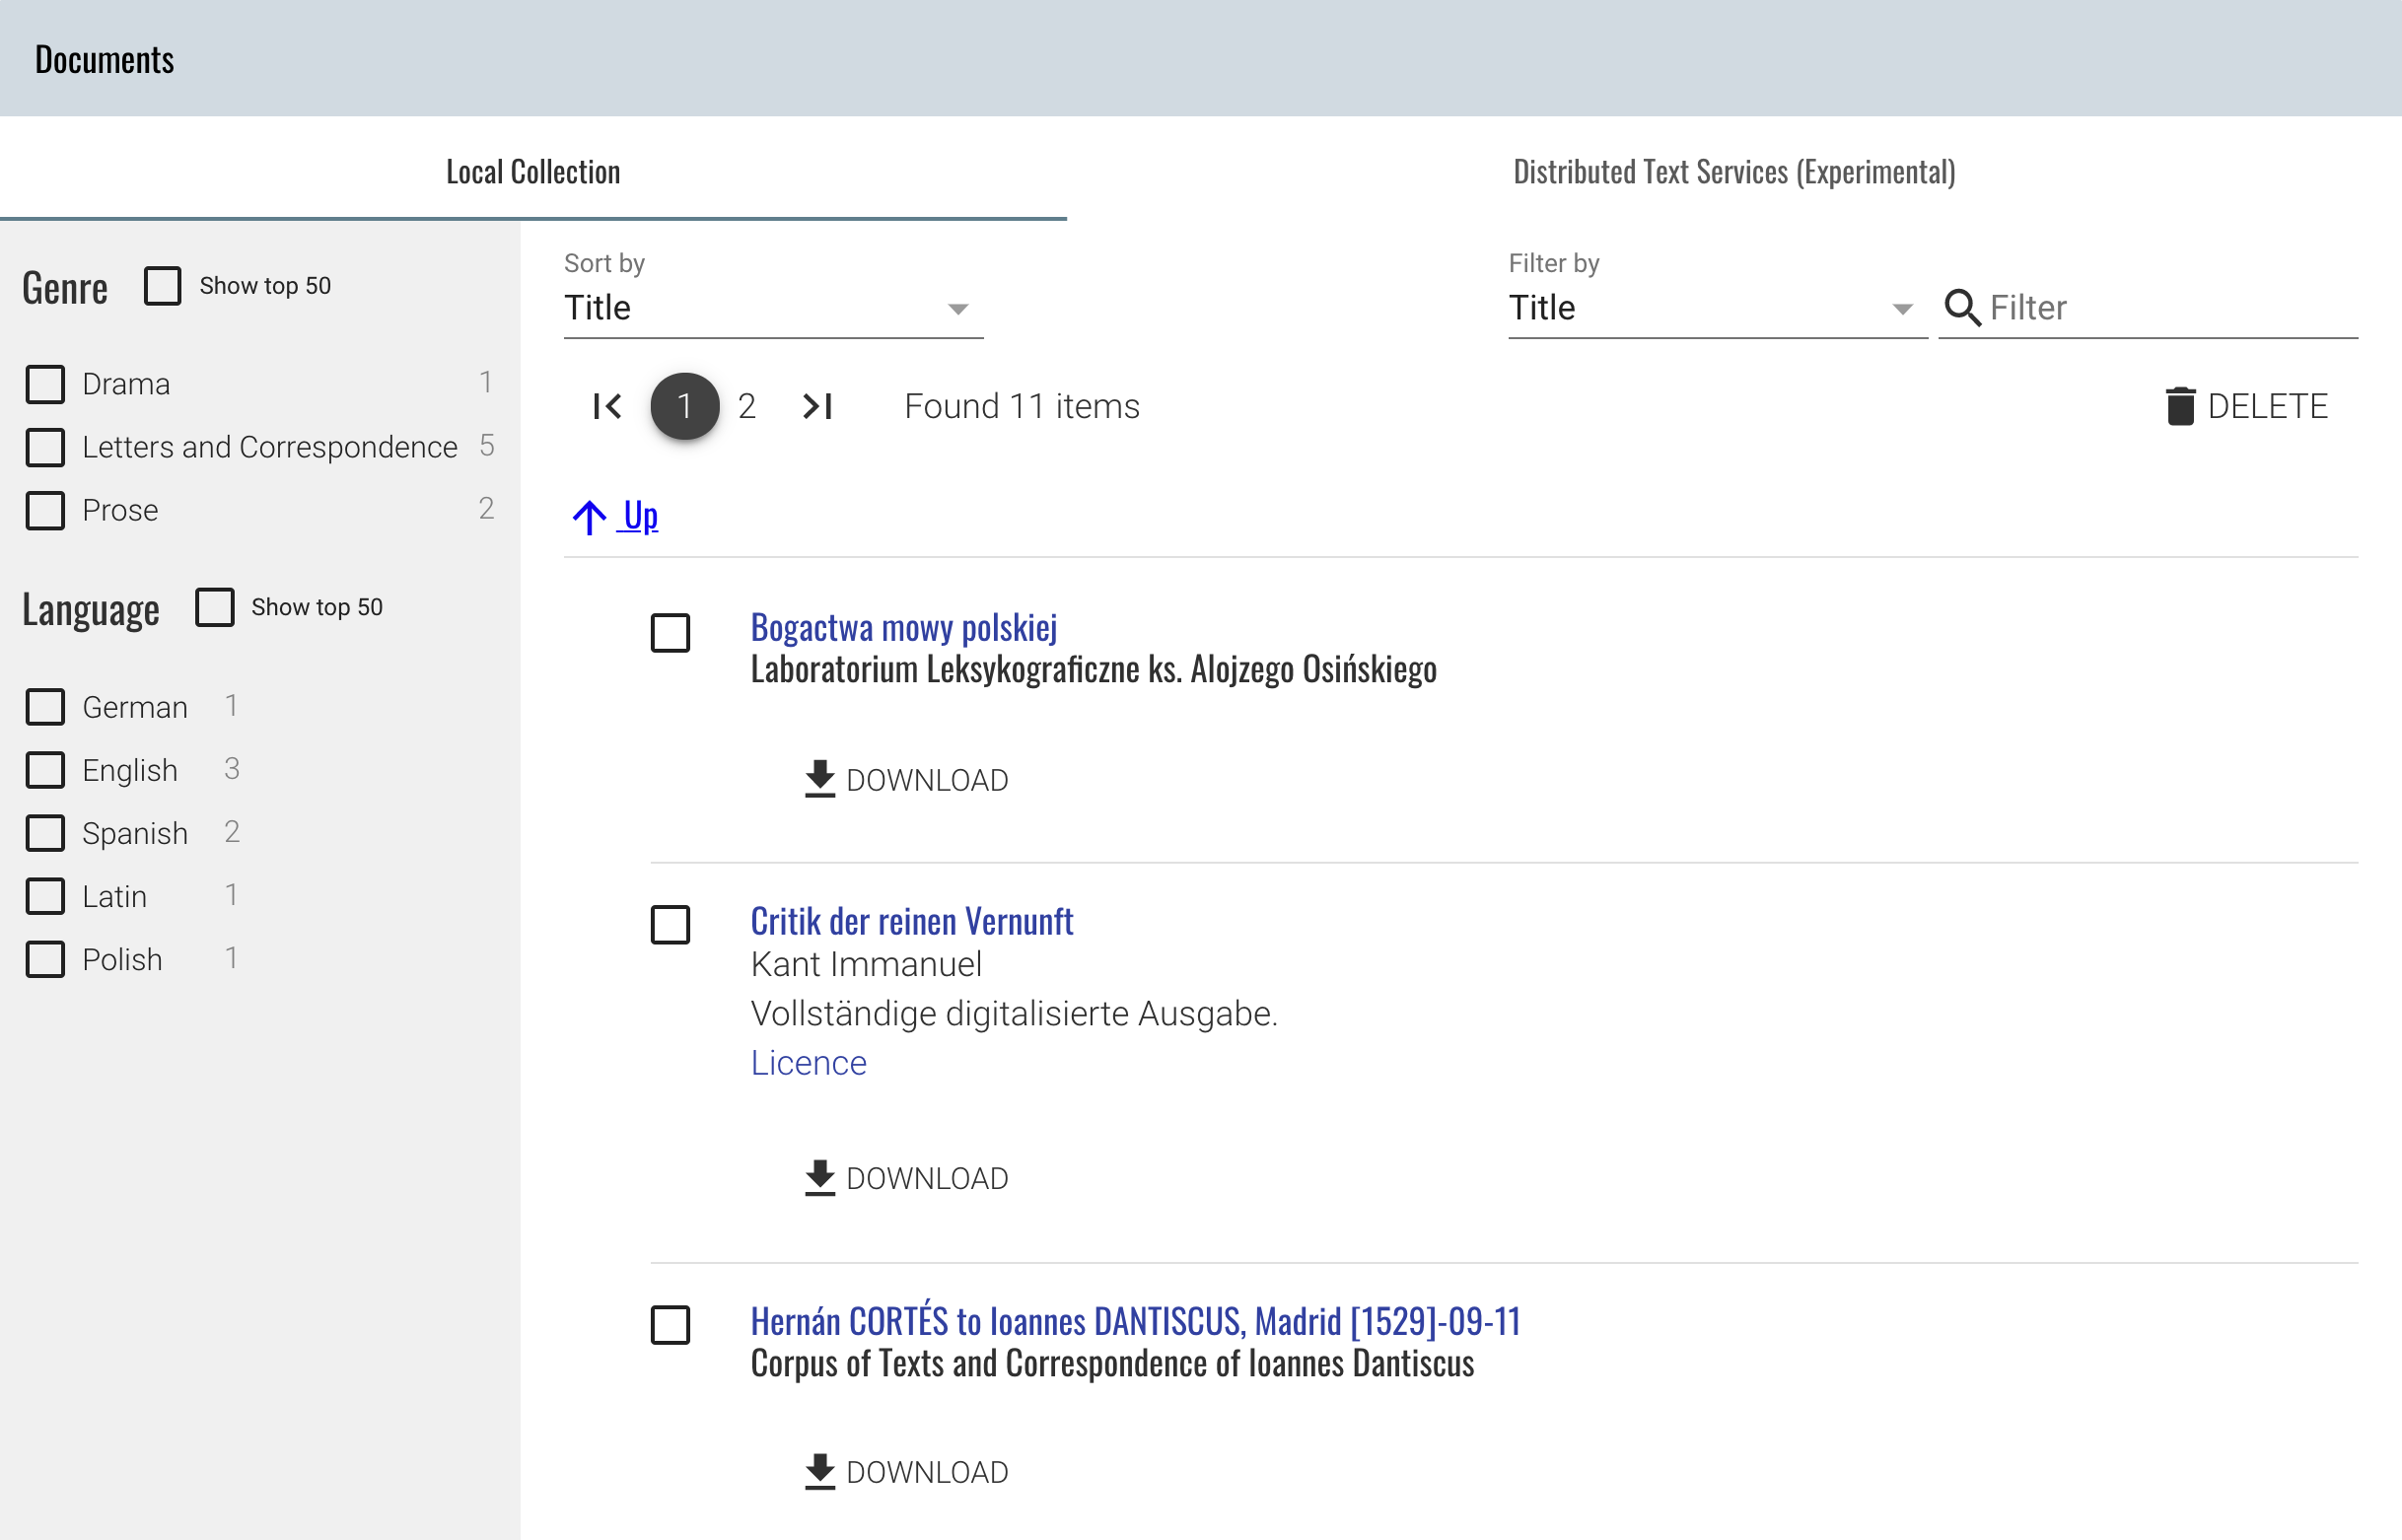 Documents
Local Collection
Distributed Text Services (Experimental)
Genre Show top 50
Drama 1
Letters and Correspondence 5
Prose 2
Language Show top 50
German 1
English 3
Spanish 2
Latin 1
Polish 1
Sort by
Title
Filter by
Title
Filter
1 2 Found 11 items
DELETE
Up
Bogactwa mowy polskiej
Laboratorium Leksykograficzne ks. Alojzego Osińskiego
DOWNLOAD
Critik der reinen Vernunft
Kant Immanuel
Vollständige digitalisierte Ausgabe.
Licence
DOWNLOAD
Hernán CORTÉS to Ioannes DANTISCUS, Madrid [1529]-09-11
Corpus of Texts and Correspondence of Ioannes Dantiscus
DOWNLOAD